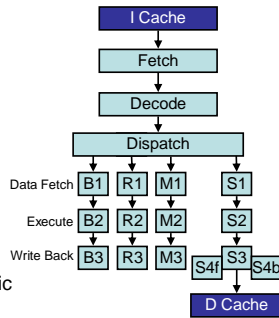 I Cache
Fetch
Decode
Dispatch
Data Fetch B1 R1 M1 S1
Execute B2 R2 M2 S2
Write Back B3 R3 M3 S3
S4f S4b
ic
D Cache